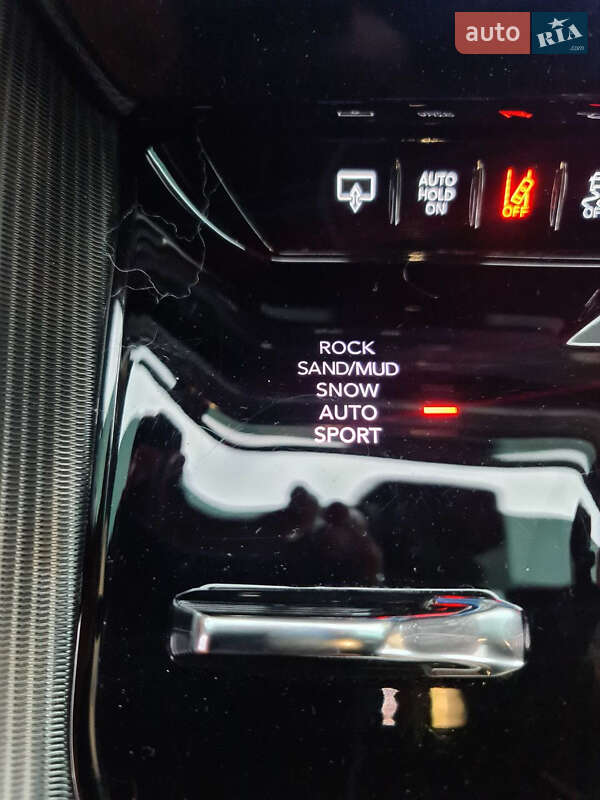 auto RIA.com
AUTO
HOLD
ON
OFF
ROCK
SAND/MUD
SNOW
AUTO
SPORT